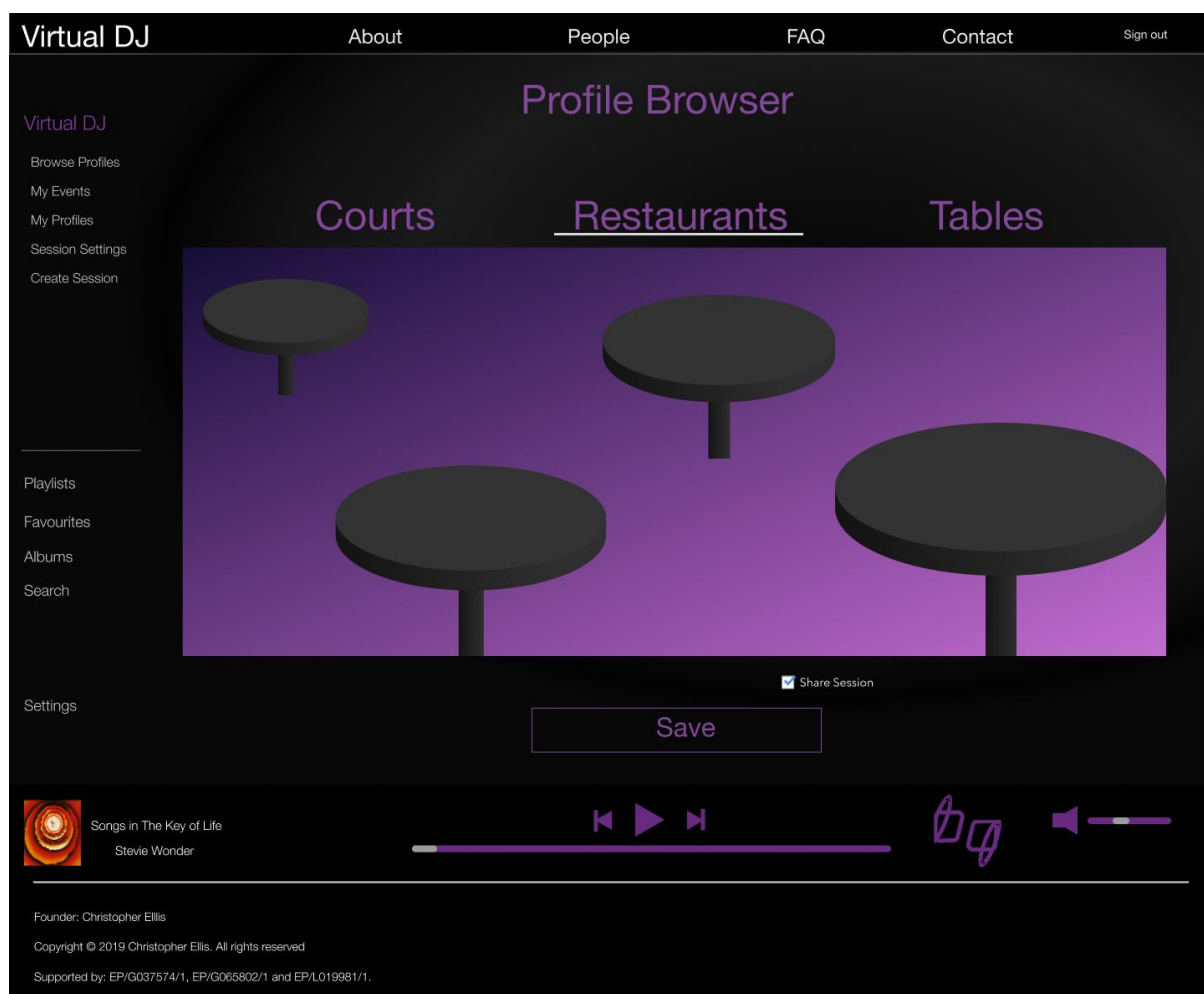 Virtual DJ
About
People
FAQ
Contact
Sign out
Profile Browser
Virtual DJ
Browse Profiles
My Events
My Profiles
Session Settings
Create Session
Courts
Restaurants
Tables
Playlists
Favourites
Albums
Search
Share Session
Settings
Save
Songs in The Key of Life
Stevie Wonder
Founder: Christopher Elllis
Copyright © 2019 Christopher Ellis. All rights reserved
Supported by: EP/G037574/1, EP/G065802/1 and EP/L019981/1.